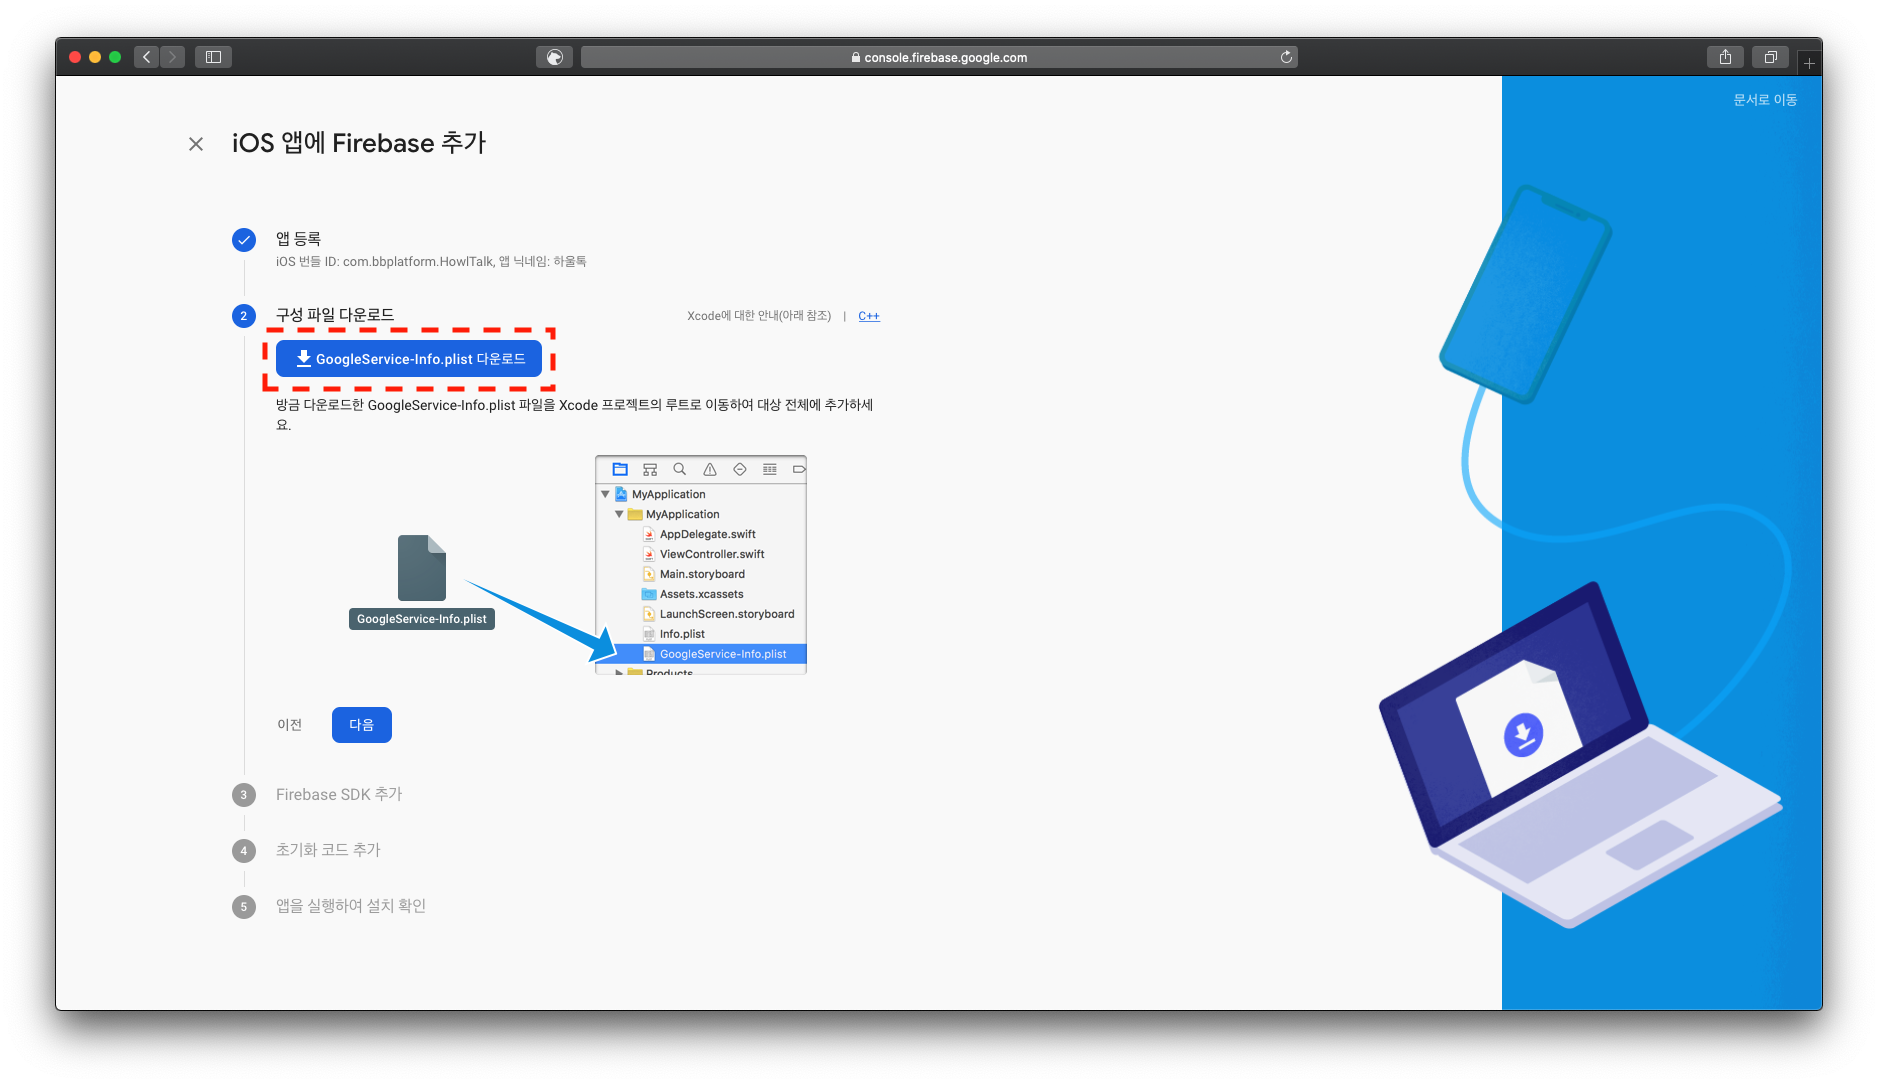 console.firebase.google.com
문서로 이동
iOS 앱에 Firebase 추가
앱 등록
iOS 번들 ID: com.bbplatform.HowlTalk, 앱 닉네임: 하울톡
2
구성 파일 다운로드
Xcode에 대한 안내(아래 참조) | C++
GoogleService-Info.plist 다운로드
방금 다운로드한 GoogleService-Info.plist 파일을 Xcode 프로젝트의 루트로 이동하여 대상 전체에 추가하세
요.
MyApplication
MyApplication
AppDelegate.swift
ViewController.swift
Main.storyboard
Assets.xcassets
LaunchScreen.storyboard
Info.plist
GoogleService-Info.plist
Products
GoogleService-Info.plist
이전
다음
3
Firebase SDK 추가
4
초기화 코드 추가
5
앱을 실행하여 설치 확인